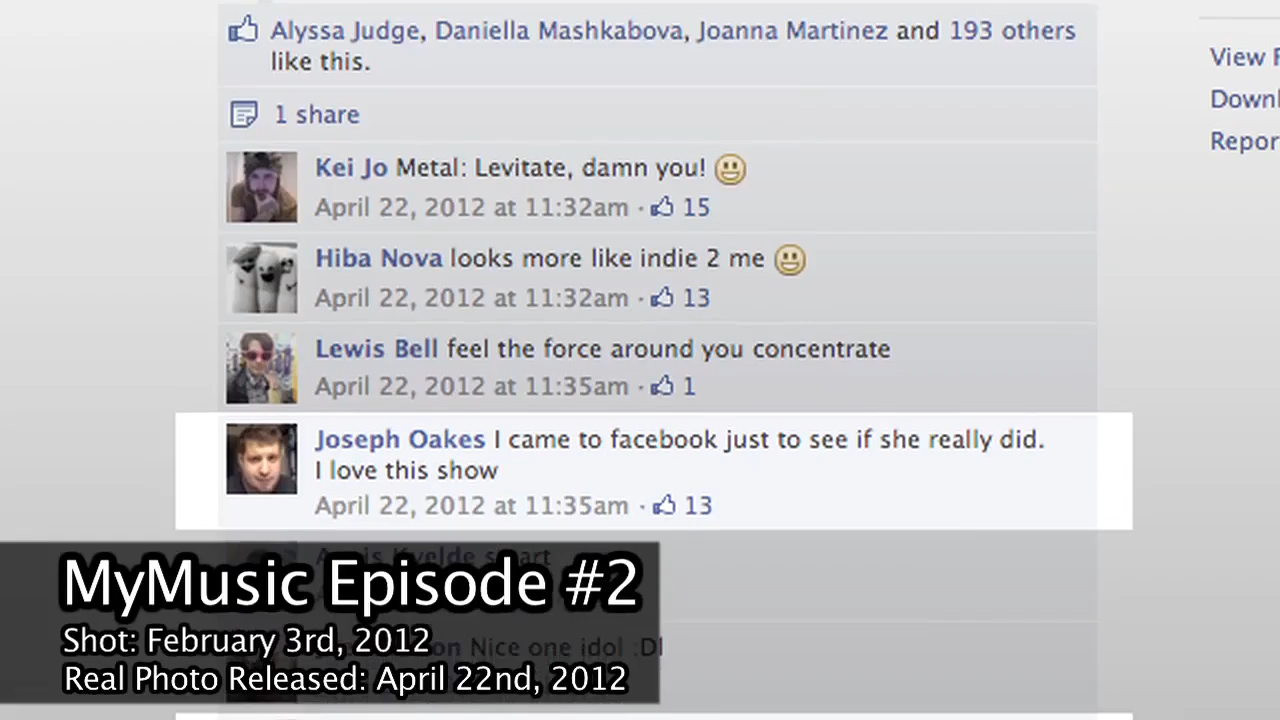 Alyssa Judge, Daniella Mashkabova, Joanna Martinez and 193 others
like this.
View
Downl
Repor
1 share
Kei Jo Metal: Levitate, damn you!
April 22, 2012 at 11:32am · 15
Hiba Nova looks more like indie 2 me
April 22, 2012 at 11:32am · 13
Lewis Bell feel the force around you concentrate
April 22, 2012 at 11:35am · 1
Joseph Oakes I came to facebook just to see if she really did.
I love this show
April 22, 2012 at 11:35am · 13
MyMusic Episode #2
Shot: February 3rd, 2012
Nice one idol :D
Real Photo Released: April 22nd, 2012